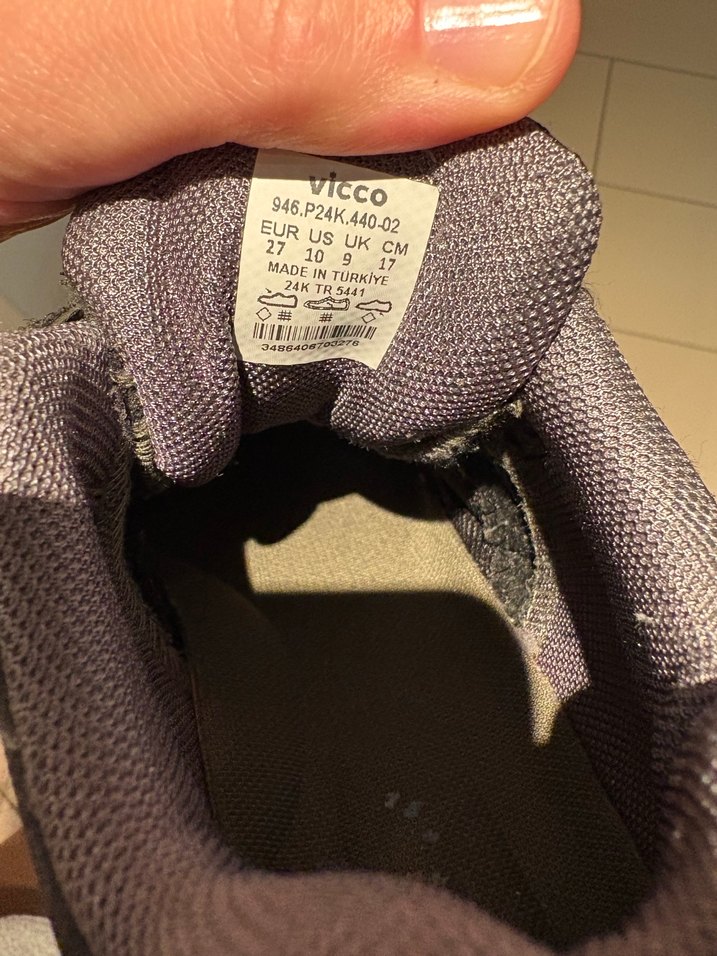 vicco
946.P24K.440-02
EUR US UK CM
27 10 9 17
MADE IN TÜRKİYE
24K TR 5441
3486406703276